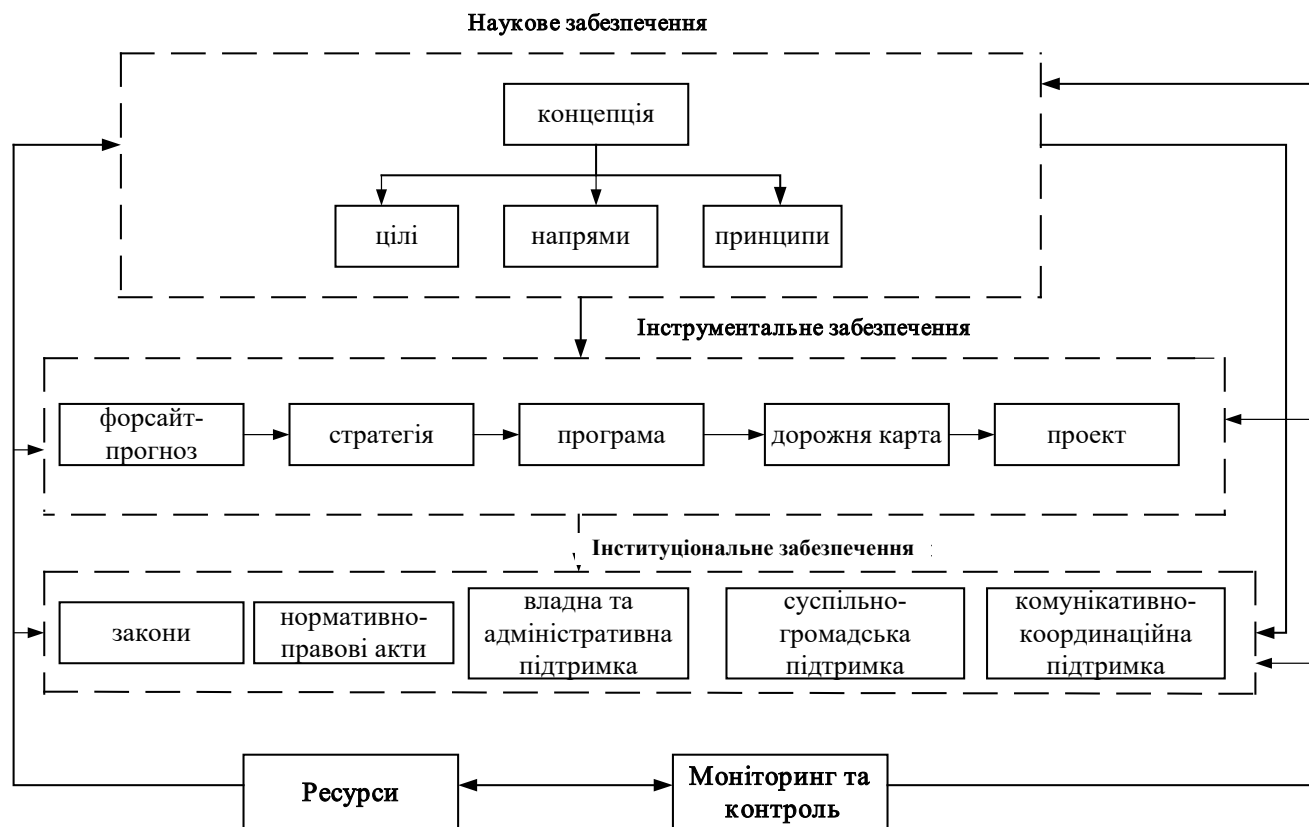 Наукове забезпечення
концепція
цілі
напрями
принципи
Інструментальне забезпечення
форсайт-
прогноз
стратегія
програма
дорожня карта
проект
Інституціональне забезпечення
закони
нормативно-
правові акти
владна та
адміністративна
підтримка
суспільно-
громадська
підтримка
комунікативно-
координаційна
підтримка
Ресурси
Моніторинг та
контроль